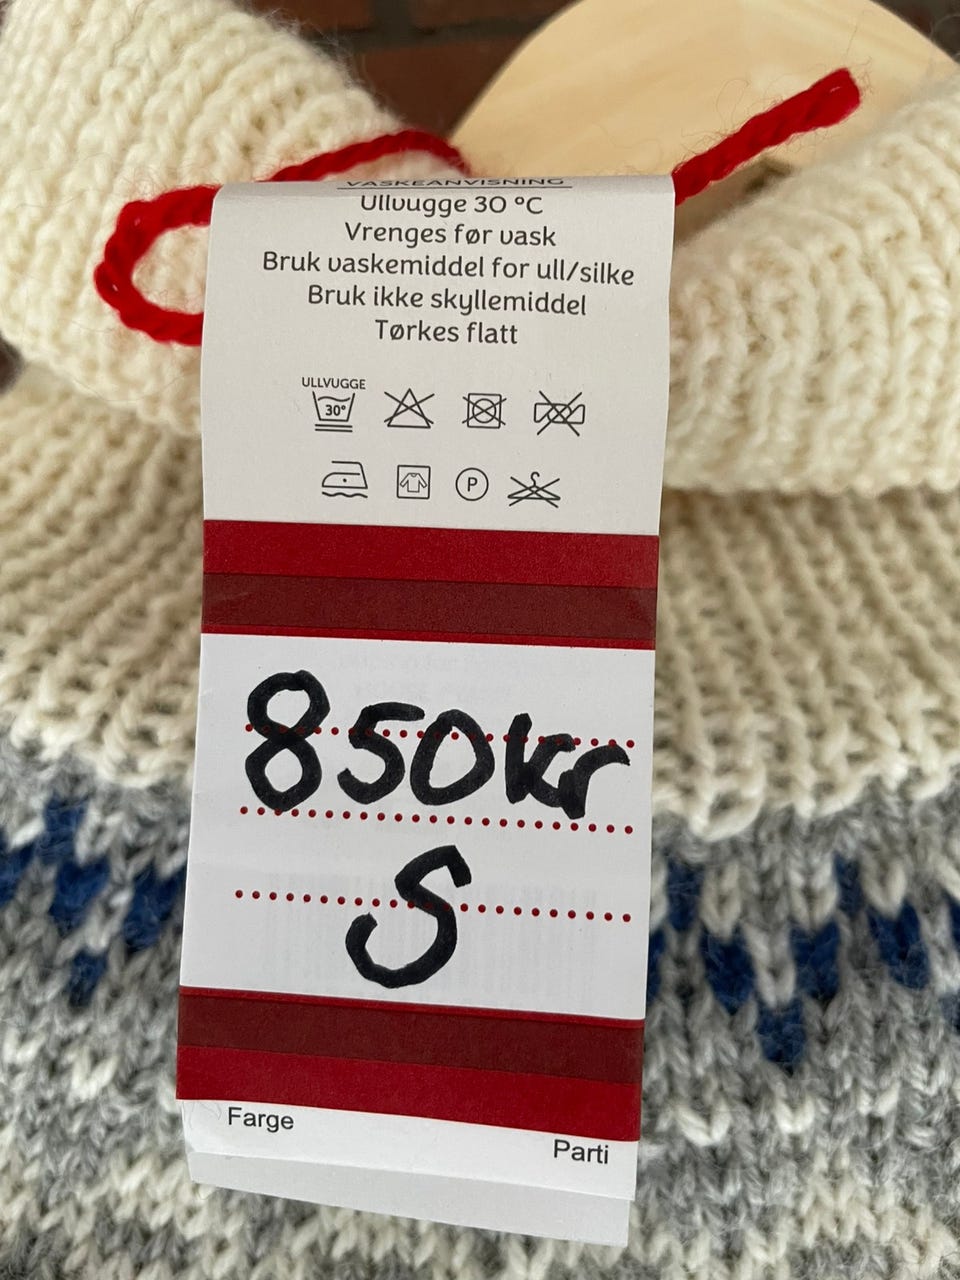 VASKEANVISNING
Ullvugge 30 °C
Vrenges før vask
Bruk vaskemiddel for ull/silke
Bruk ikke skyllemiddel
Tørkes flatt
ULLVUGGE
30°
P
850kr
S
Farge
Parti